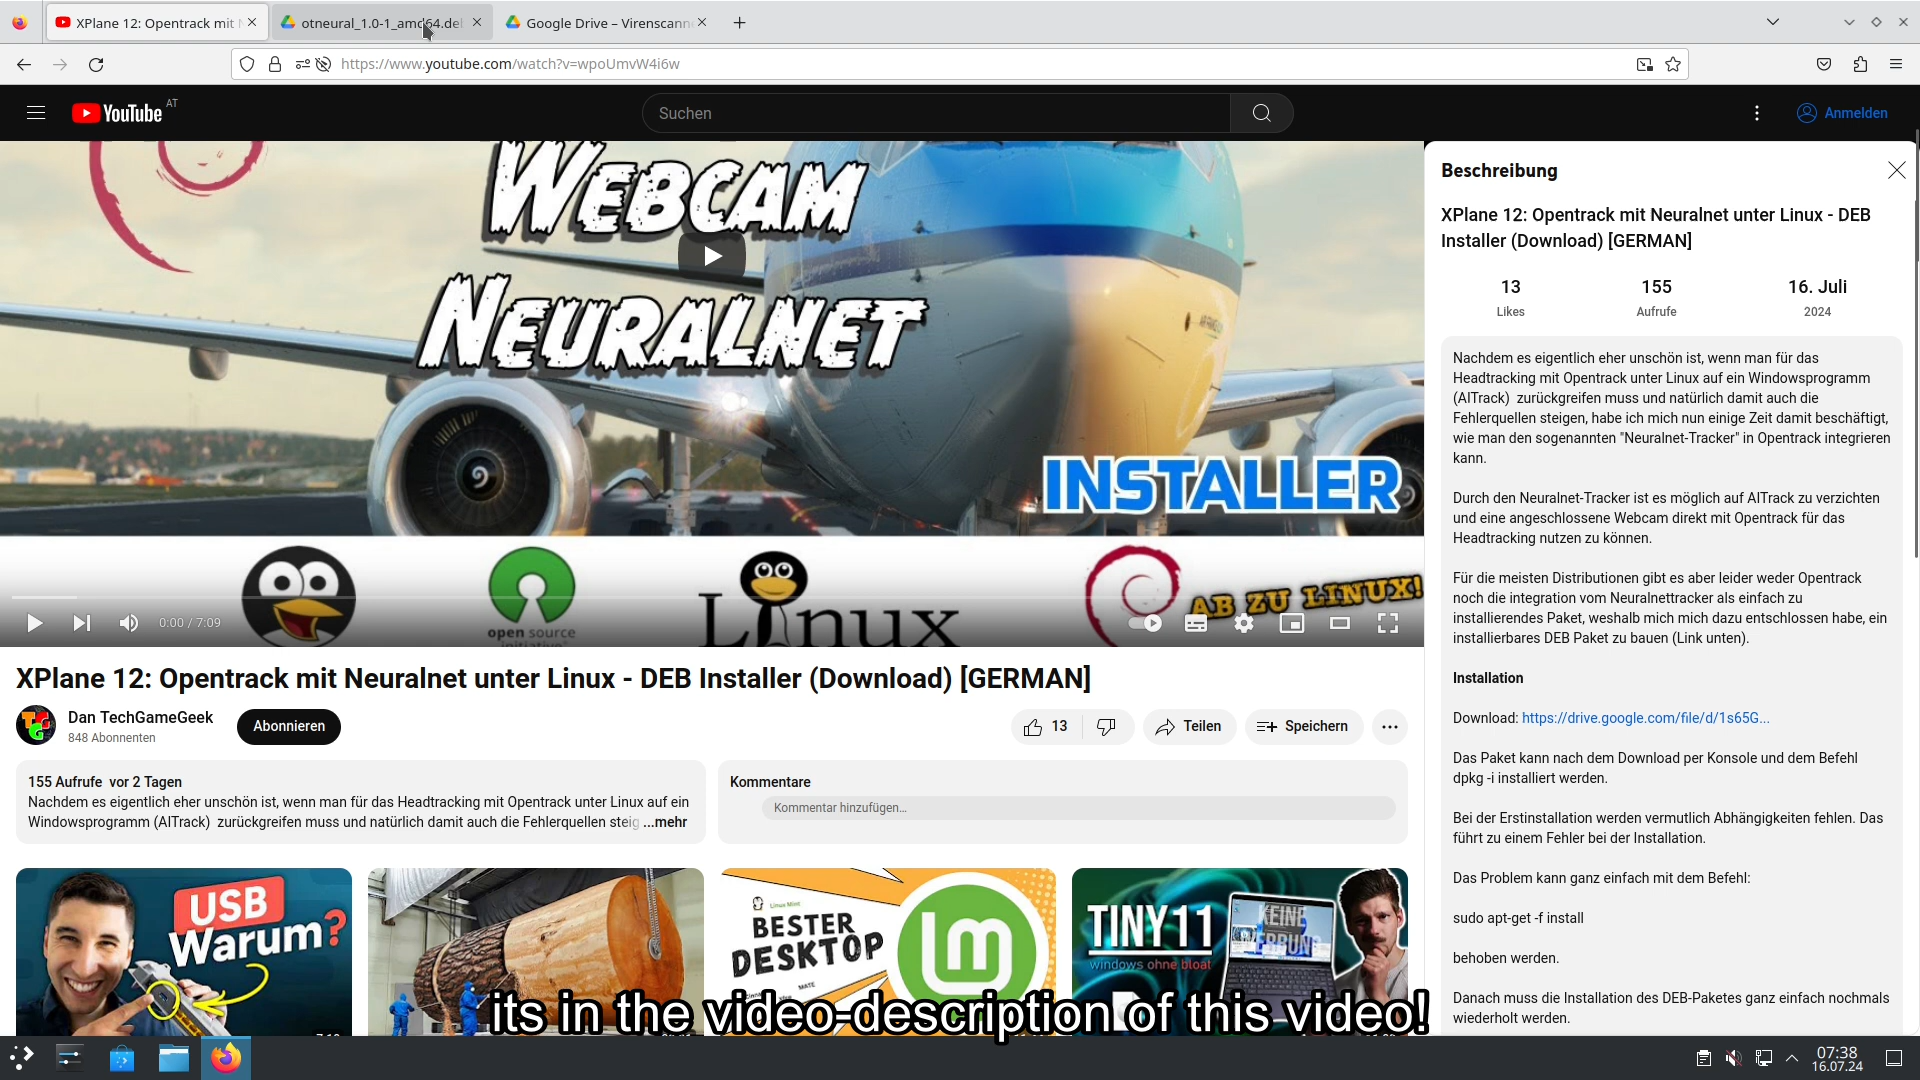 XPlane 12: Opentrack mit N
otneural_1.0-1_amd64.de
Google Drive – Virenscann
https://www.youtube.com/watch?v=wpoUmvW4i6w
YouTube
AT
Suchen
Anmelden
WEBCAM
NEURALNET
INSTALLER
open source
initiative
Linux
AB ZU LINUX!
0:00 / 7:09
XPlane 12: Opentrack mit Neuralnet unter Linux - DEB Installer (Download) [GERMAN]
Dan TechGameGeek
848 Abonnenten
Abonnieren
13
Teilen
Speichern
155 Aufrufe vor 2 Tagen
Nachdem es eigentlich eher unschön ist, wenn man für das Headtracking mit Opentrack unter Linux auf ein
Windowsprogramm (AITrack) zurückgreifen muss und natürlich damit auch die Fehlerquellen steig ...mehr
Kommentare
Kommentar hinzufügen...
USB
Warum?
Linux Mint
BESTER
DESKTOP
MATE
TINY11
windows ohne bloat
KEINE
WERBUNG
its in the video-description of this video!
Beschreibung
XPlane 12: Opentrack mit Neuralnet unter Linux - DEB
Installer (Download) [GERMAN]
13
Likes
155
Aufrufe
16. Juli
2024
Nachdem es eigentlich eher unschön ist, wenn man für das
Headtracking mit Opentrack unter Linux auf ein Windowsprogramm
(AITrack) zurückgreifen muss und natürlich damit auch die
Fehlerquellen steigen, habe ich mich nun einige Zeit damit beschäftigt,
wie man den sogenannten "Neuralnet-Tracker" in Opentrack integrieren
kann.
Durch den Neuralnet-Tracker ist es möglich auf AITrack zu verzichten
und eine angeschlossene Webcam direkt mit Opentrack für das
Headtracking nutzen zu können.
Für die meisten Distributionen gibt es aber leider weder Opentrack
noch die integration vom Neuralnettracker als einfach zu
installierendes Paket, weshalb mich mich dazu entschlossen habe, ein
installierbares DEB Paket zu bauen (Link unten).
Installation
Download: https://drive.google.com/file/d/1s65G...
Das Paket kann nach dem Download per Konsole und dem Befehl
dpkg -i installiert werden.
Bei der Erstinstallation werden vermutlich Abhängigkeiten fehlen. Das
führt zu einem Fehler bei der Installation.
Das Problem kann ganz einfach mit dem Befehl:
sudo apt-get -f install
behoben werden.
Danach muss die Installation des DEB-Paketes ganz einfach nochmals
wiederholt werden.
07:38
16.07.24